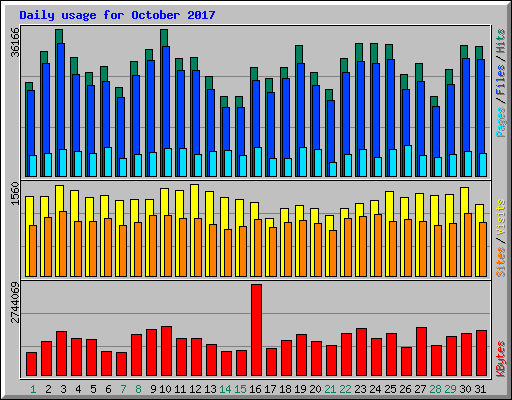 Daily usage for October 2017
36166
Pages / Files / Hits
1560
Sites / Visits
2744069
KBytes
1 2 3 4 5 6 7 8 9 10 11 12 13 14 15 16 17 18 19 20 21 22 23 24 25 26 27 28 29 30 31